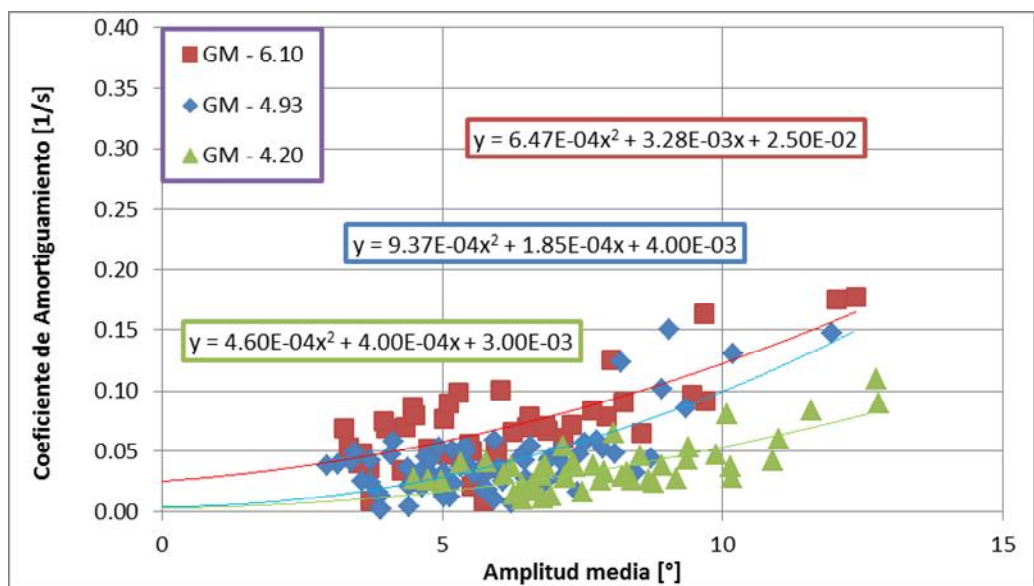 0.40
0.35
0.30
0.25
0.20
0.15
0.10
0.05
0.00
Coeficiente de Amortiguamiento [1/s]
GM - 6.10
GM - 4.93
GM - 4.20
y = 6.47E-04x² + 3.28E-03x + 2.50E-02
y = 9.37E-04x² + 1.85E-04x + 4.00E-03
y = 4.60E-04x² + 4.00E-04x + 3.00E-03
0 5 10 15
Amplitud media [°]